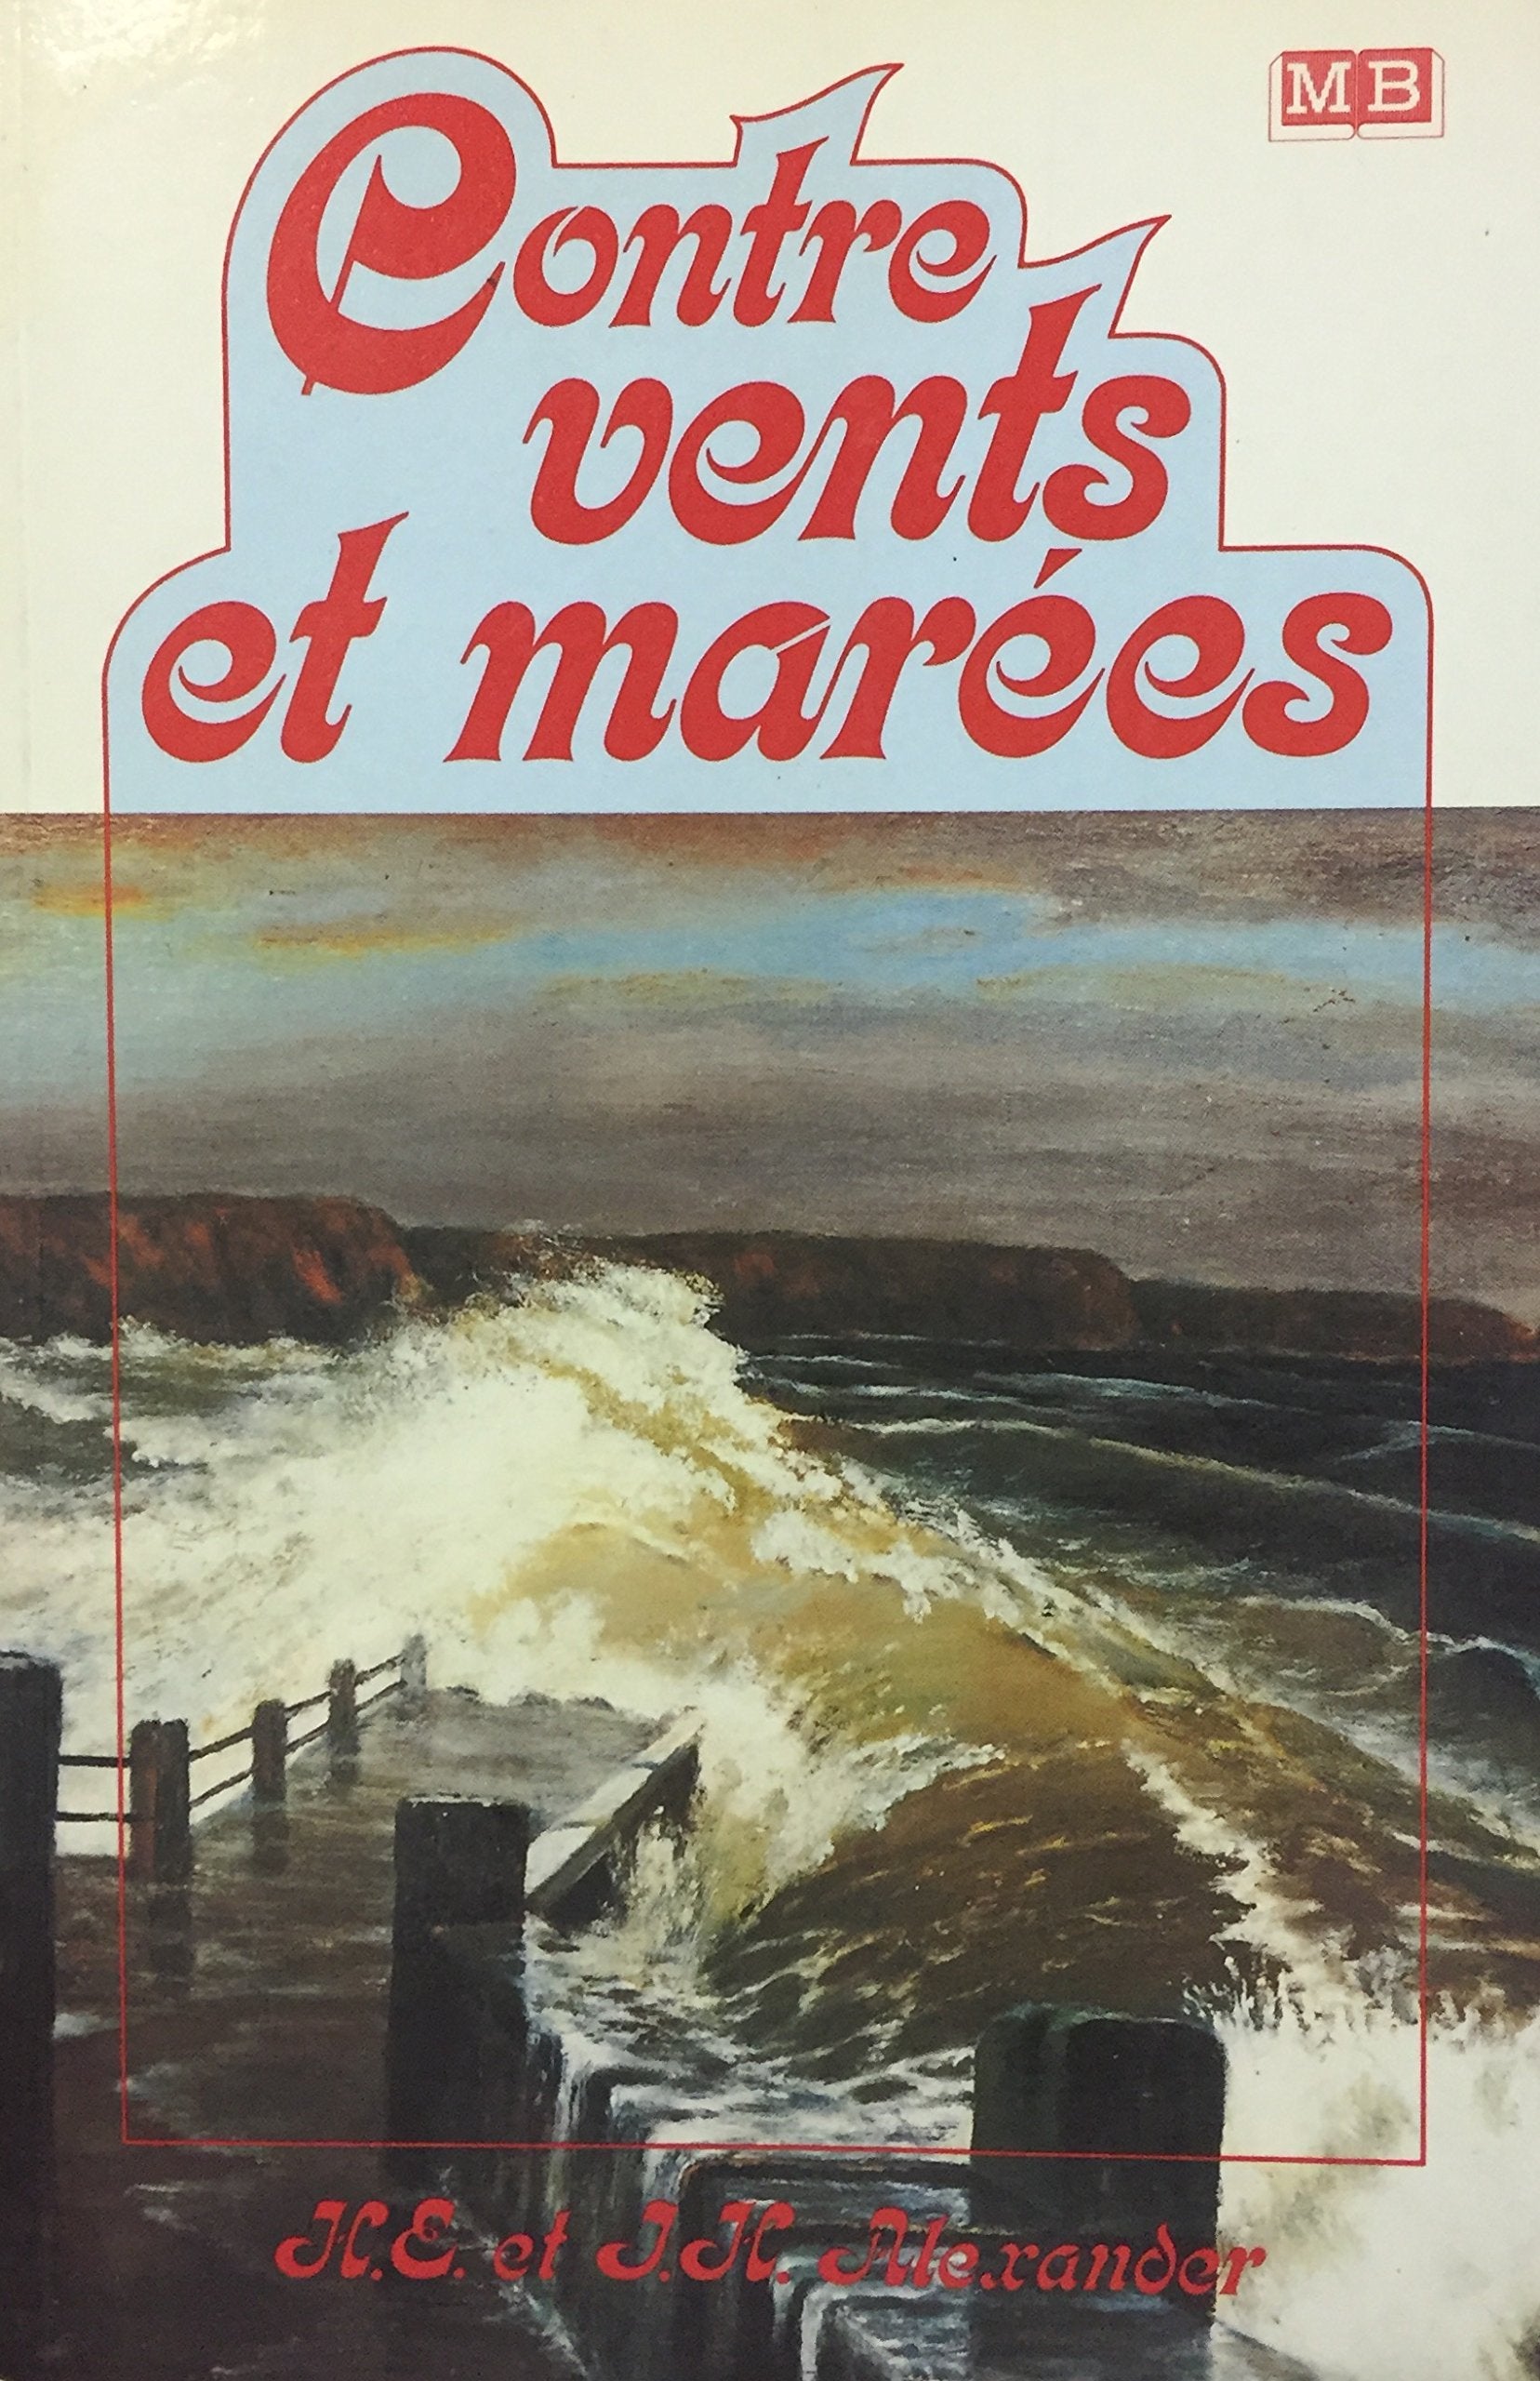 MB
Contre
vents
et marées
H.E. et J.H. Alexander